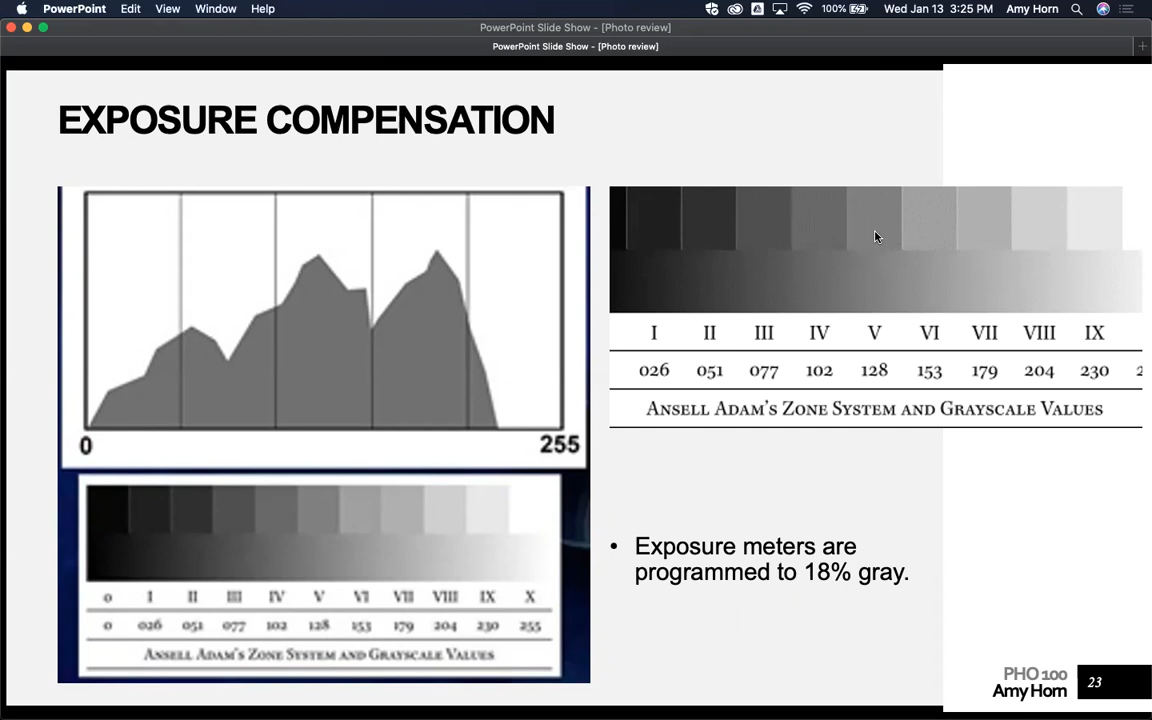 PowerPoint File Edit View Window Help 100% Wed Jan 13 3:25 PM Amy Horn
PowerPoint Slide Show - [Photo review]
PowerPoint Slide Show - [Photo review]
EXPOSURE COMPENSATION
0 255
0 I II III IV V VI VII VIII IX X
0 026 051 077 102 128 153 179 204 230 255
Ansell Adam's Zone System and Grayscale Values
I II III IV V VI VII VIII IX
026 051 077 102 128 153 179 204 230 2
Ansell Adam's Zone System and Grayscale Values
• Exposure meters are
programmed to 18% gray.
PHO 100
Amy Horn
23